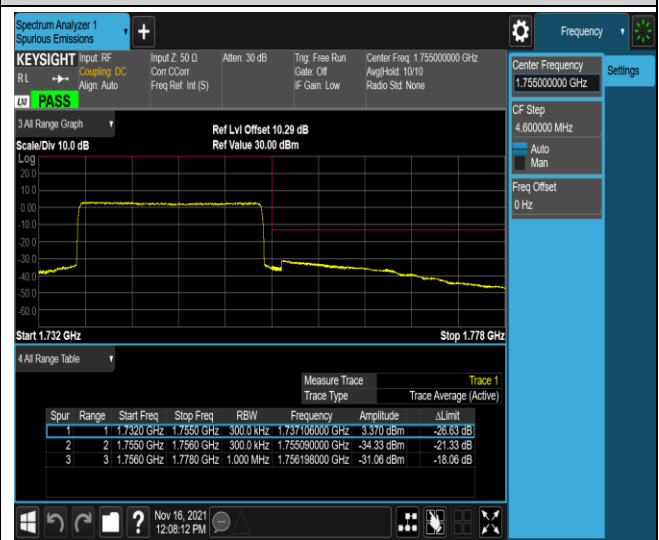 Spectrum Analyzer 1
Spurious Emissions
+
Frequency
KEYSIGHT Input: RF Input Z: 50 Ω Atten: 30 dB Trig: Free Run Center Freq: 1.755000000 GHz
RL Coupling: DC Corr CCorr Gate: Off Avg|Hold: 10/10
Align: Auto Freq Ref: Int (S) IF Gain: Low Radio Std: None
PASS
Center Frequency
1.755000000 GHz
Settings
CF Step
4.600000 MHz
Auto
Man
Freq Offset
0 Hz
3 All Range Graph
Ref Lvl Offset 10.29 dB
Scale/Div 10.0 dB Ref Value 30.00 dBm
Log
20.0
10.0
0.00
-10.0
-20.0
-30.0
-40.0
-50.0
-60.0
Start 1.732 GHz Stop 1.778 GHz
4 All Range Table
Measure Trace Trace 1
Trace Type Trace Average (Active)
Spur Range Start Freq Stop Freq RBW Frequency Amplitude ΔLimit
1 1 1.7320 GHz 1.7550 GHz 300.0 kHz 1.737106000 GHz 3.370 dBm -26.63 dB
2 2 1.7550 GHz 1.7560 GHz 300.0 kHz 1.755090000 GHz -34.33 dBm -21.33 dB
3 3 1.7560 GHz 1.7780 GHz 1.000 MHz 1.756198000 GHz -31.06 dBm -18.06 dB
?
Nov 16, 2021
12:08:12 PM